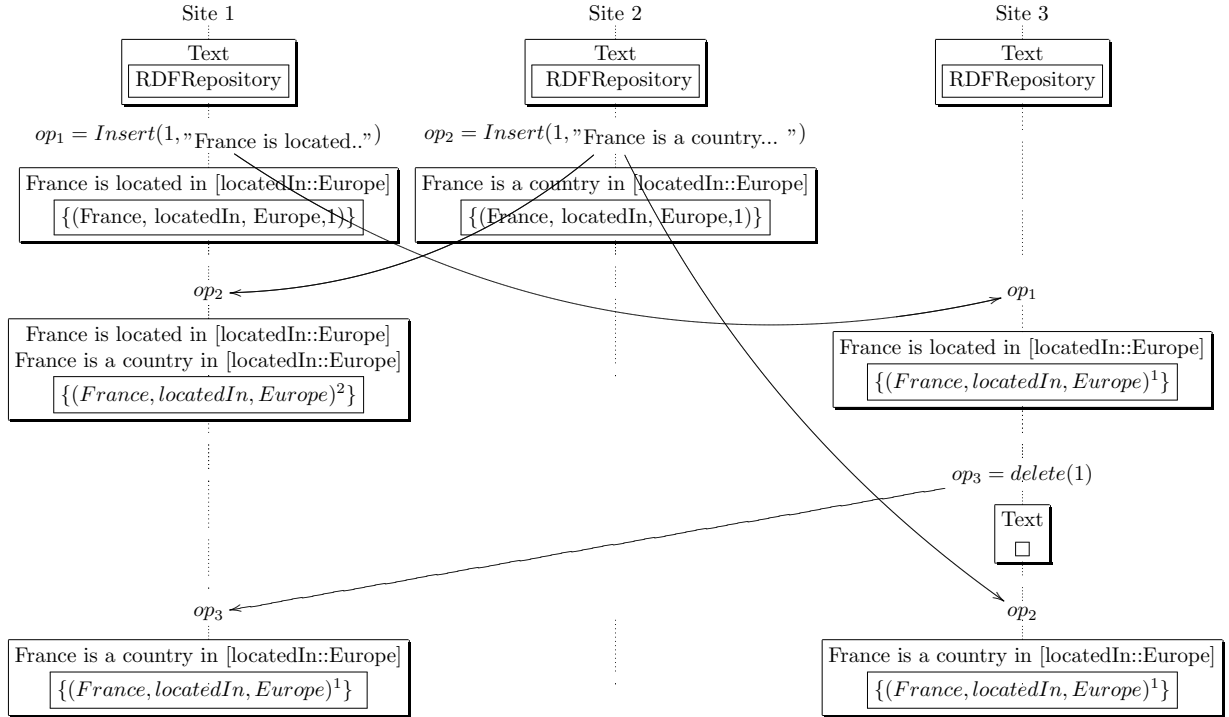 Site 1
Site 2
Site 3
Text
RDFRepository
Text
RDFRepository
Text
RDFRepository
op1 = Insert(1,"France is located..")
op2 = Insert(1,"France is a country... ")
France is located in [locatedIn::Europe]
{(France, locatedIn, Europe,1)}
France is a country in [locatedIn::Europe]
{(France, locatedIn, Europe,1)}
op2
op1
France is located in [locatedIn::Europe]
France is a country in [locatedIn::Europe]
{(France, locatedIn, Europe)²}
France is located in [locatedIn::Europe]
{(France, locatedIn, Europe)¹}
op3 = delete(1)
Text
op3
op2
France is a country in [locatedIn::Europe]
{(France, locatedIn, Europe)¹}
France is a country in [locatedIn::Europe]
{(France, locatedIn, Europe)¹}